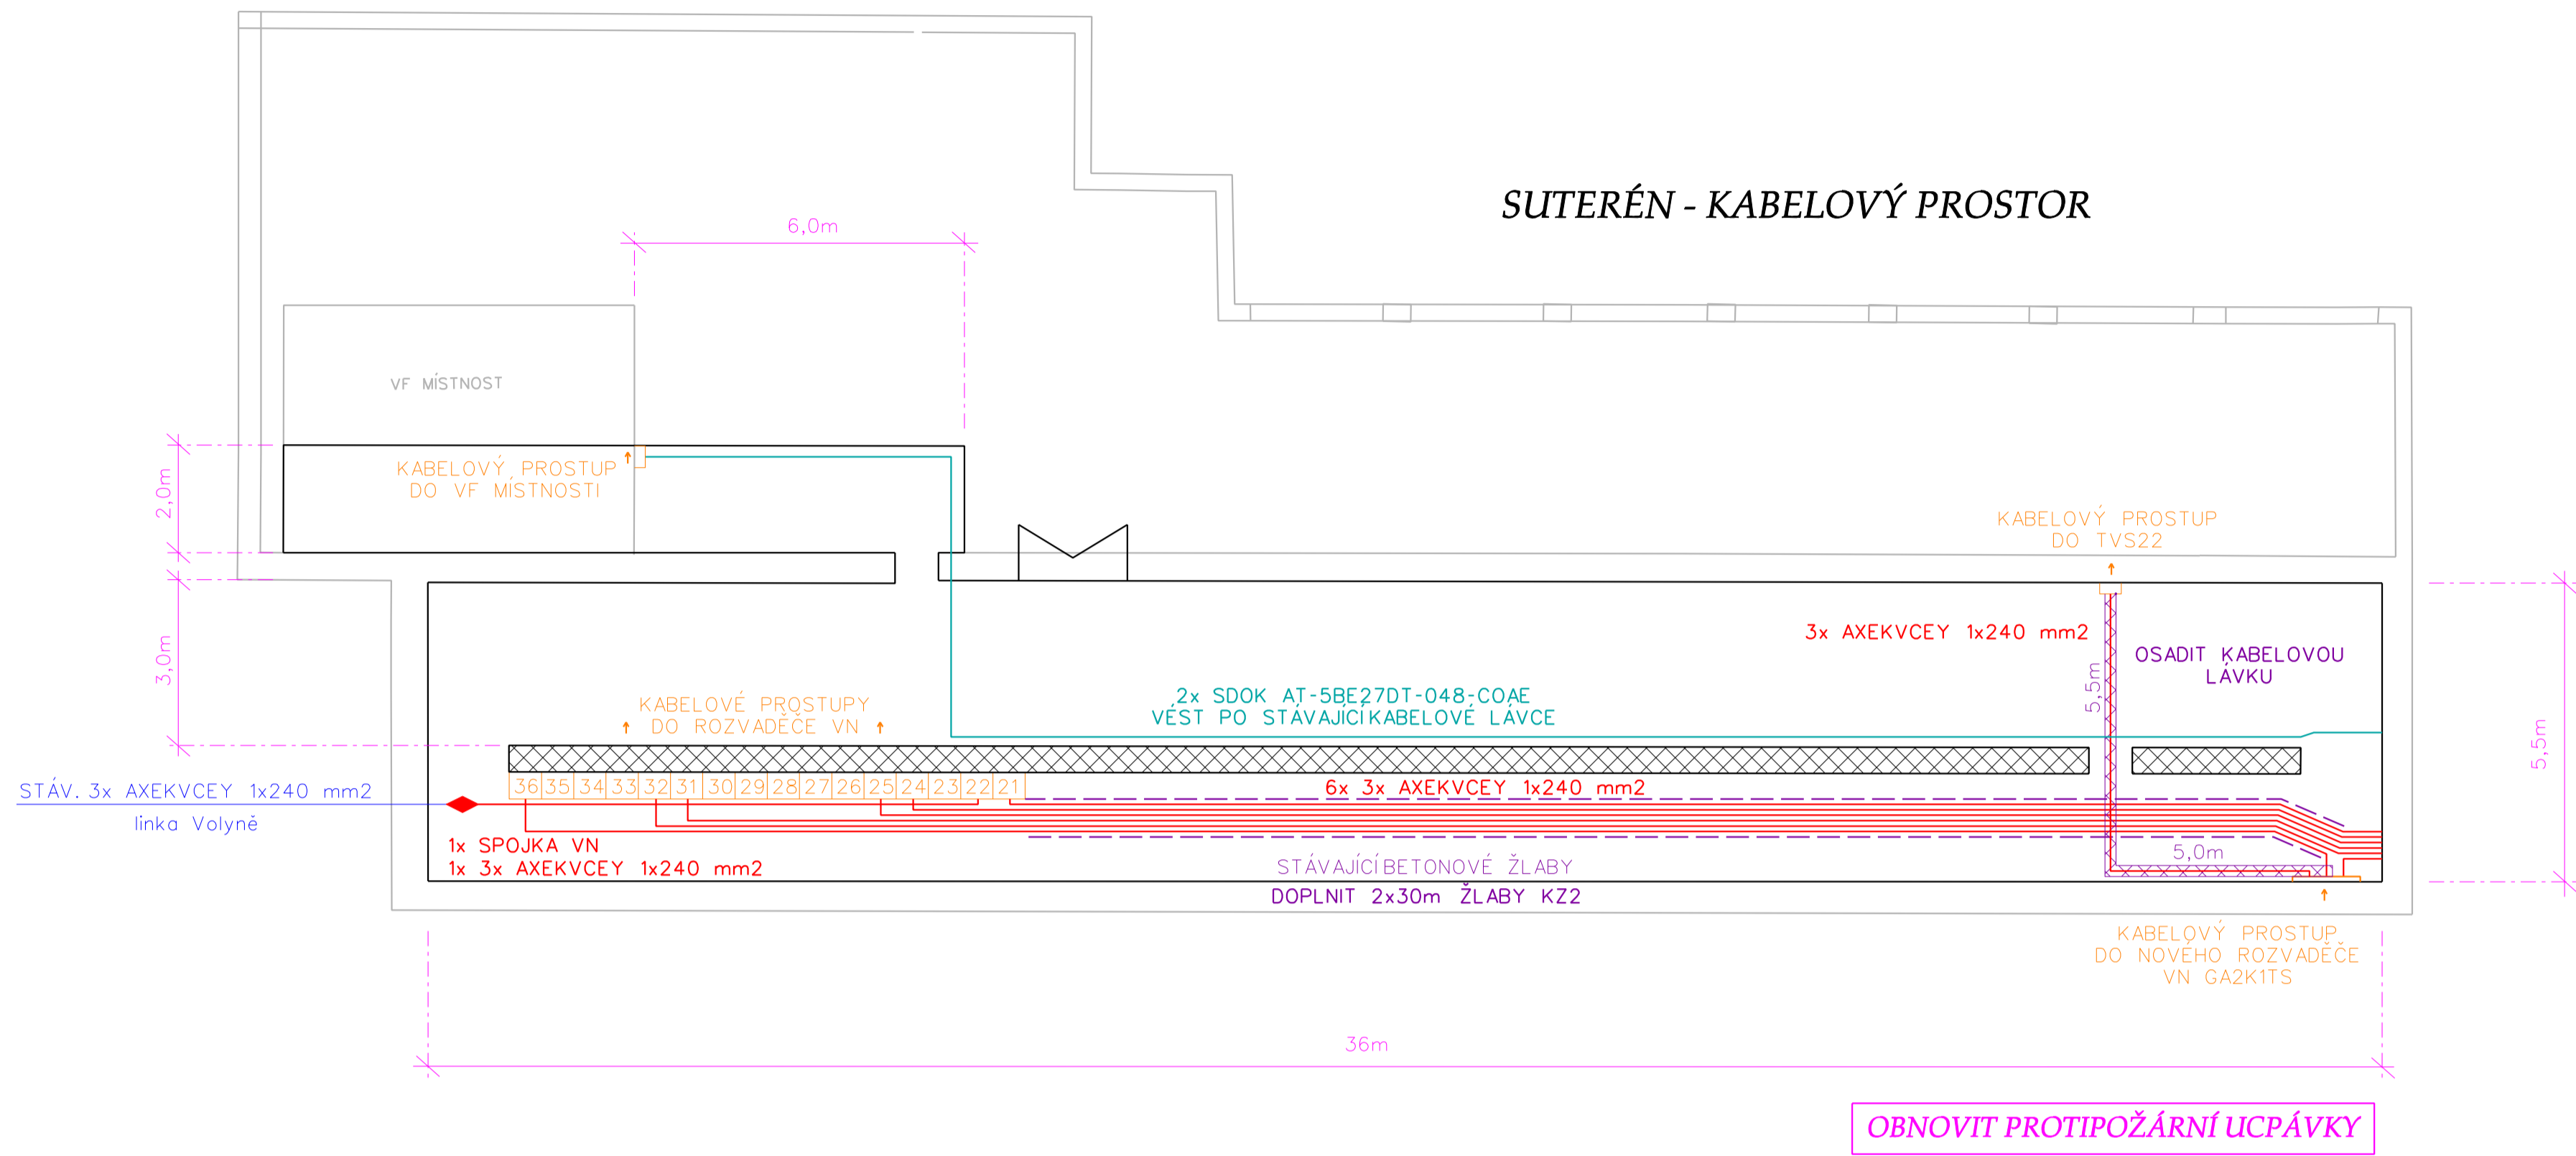 SUTERÉN - KABELOVÝ PROSTOR
6,0m
VF MÍSTNOST
KABELOVÝ PROSTUP
DO VF MÍSTNOSTI
2,0m
3,0m
KABELOVÝ PROSTUP
DO TVS22
3x AXEKVCEY 1x240 mm2
5,5m
OSADIT KABELOVOU
LÁVKU
2x SDOK AT-5BE27DT-048-COAE
VÉST PO STÁVAJÍCÍ KABELOVÉ LÁVCE
KABELOVÉ PROSTUPY
DO ROZVADĚČE VN
5,5m
36 35 34 33 32 31 30 29 28 27 26 25 24 23 22 21
6x 3x AXEKVCEY 1x240 mm2
STÁV. 3x AXEKVCEY 1x240 mm2
linka Volyně
1x SPOJKA VN
1x 3x AXEKVCEY 1x240 mm2
5,0m
STÁVAJÍCÍ BETONOVÉ ŽLABY
DOPLNIT 2x30m ŽLABY KZ2
KABELOVÝ PROSTUP
DO NOVÉHO ROZVADĚČE
VN GA2K1TS
36m
OBNOVIT PROTIPOŽÁRNÍ UCPÁVKY